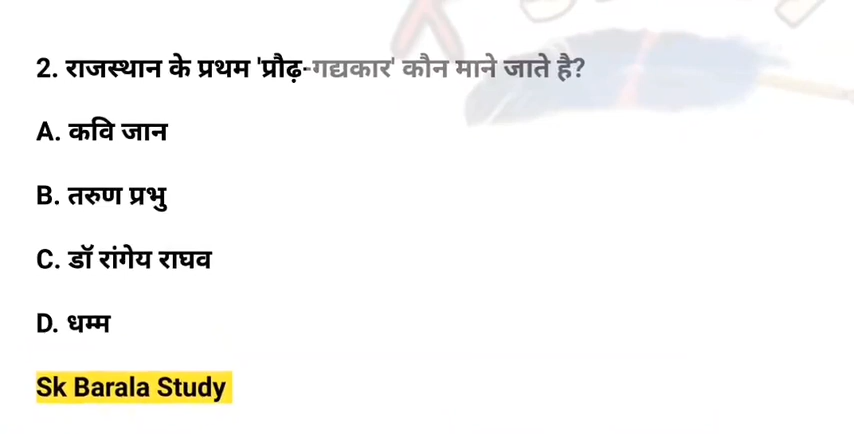 2. राजस्थान के प्रथम 'प्रौढ़-गद्यकार' कौन माने जाते है?
A. कवि जान
B. तरुण प्रभु
C. डॉ रांगेय राघव
D. धम्म
Sk Barala Study